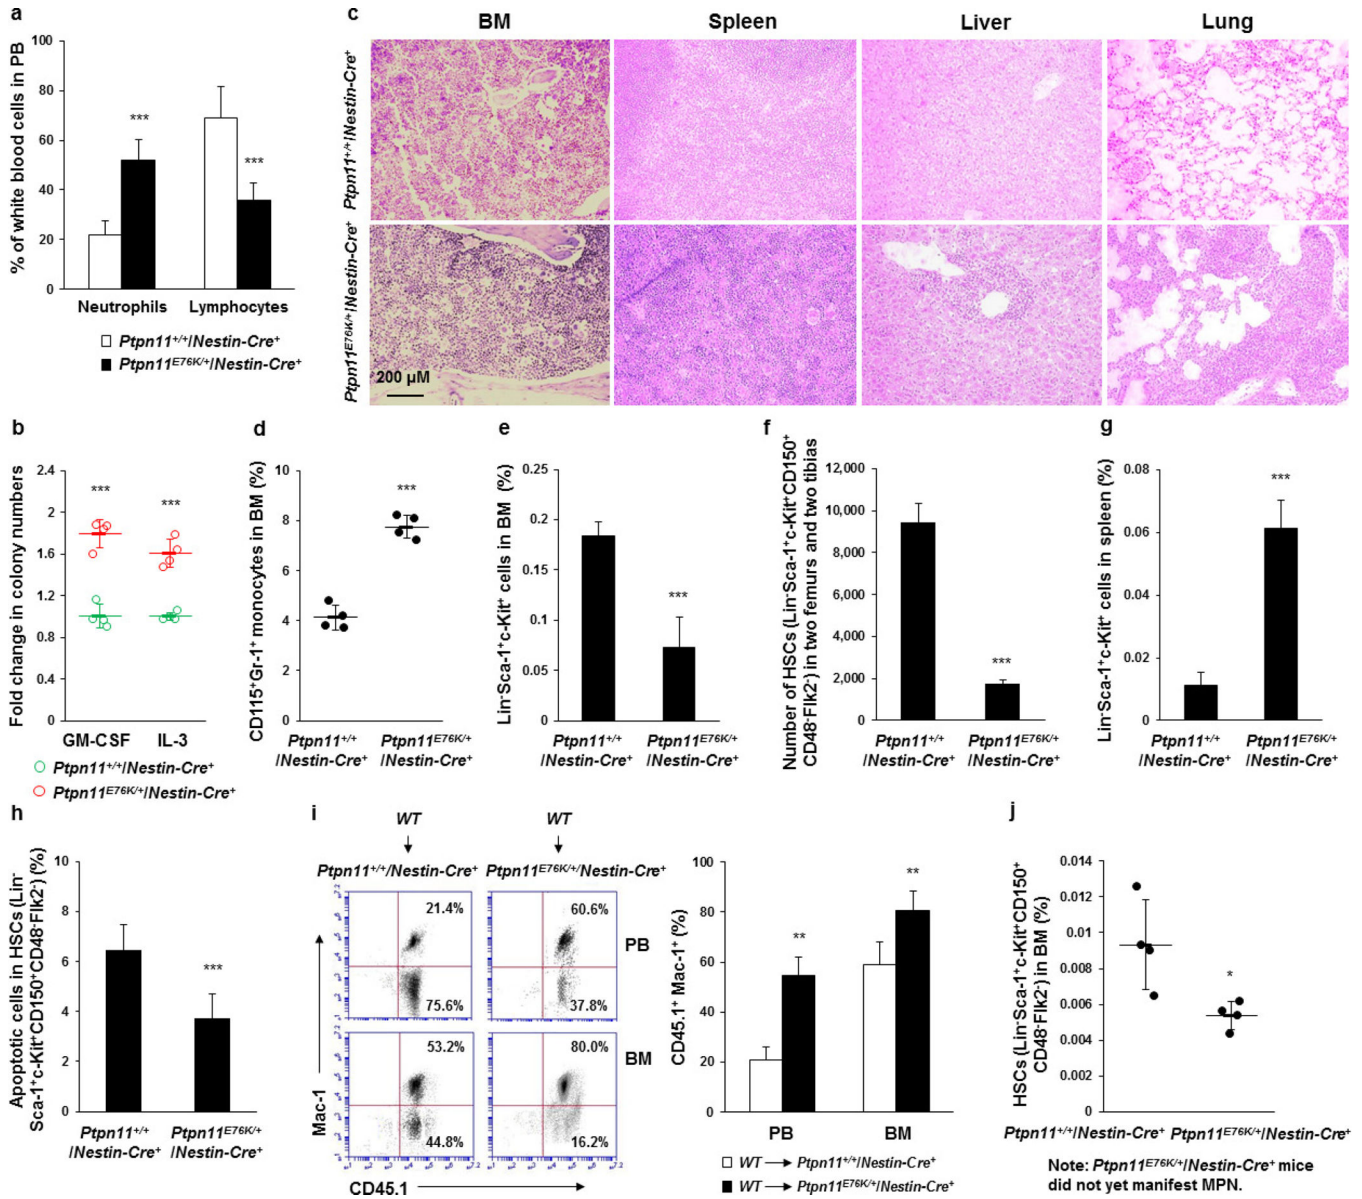 a
% of white blood cells in PB
100
80
60
40
20
0
***
***
Neutrophils Lymphocytes
Ptpn11+/+/Nestin-Cre+
Ptpn11E76K/+/Nestin-Cre+
c
BM Spleen Liver Lung
Ptpn11+/+/Nestin-Cre+
Ptpn11E76K/+/Nestin-Cre+
200 µM
b
Fold change in colony numbers
2.4
2
1.6
1.2
0.8
0.4
0
*** ***
GM-CSF IL-3
Ptpn11+/+/Nestin-Cre+
Ptpn11E76K/+/Nestin-Cre+
d
CD115+Gr-1+ monocytes in BM (%)
10
8
6
4
2
0
***
Ptpn11+/+ Ptpn11E76K/+
/Nestin-Cre+ /Nestin-Cre+
e
Lin-Sca-1+c-Kit+ cells in BM (%)
0.25
0.2
0.15
0.1
0.05
0
***
Ptpn11+/+ Ptpn11E76K/+
/Nestin-Cre+ /Nestin-Cre+
f
Number of HSCs (Lin-Sca-1+c-Kit+CD150+
CD48-Flk2-) in two femurs and two tibias
12,000
10,000
8,000
6,000
4,000
2,000
0
***
Ptpn11+/+ Ptpn11E76K/+
/Nestin-Cre+ /Nestin-Cre+
g
Lin-Sca-1+c-Kit+ cells in spleen (%)
0.08
0.06
0.04
0.02
0
***
Ptpn11+/+ Ptpn11E76K/+
/Nestin-Cre+ /Nestin-Cre+
h
Apoptotic cells in HSCs (Lin-
Sca-1+c-Kit+CD150+CD48-Flk2-) (%)
10
8
6
4
2
0
***
Ptpn11+/+ Ptpn11E76K/+
/Nestin-Cre+ /Nestin-Cre+
i
WT WT
Ptpn11+/+/Nestin-Cre+ Ptpn11E76K/+/Nestin-Cre+
21.4% 60.6%
PB
75.6% 37.8%
53.2% 80.0%
BM
44.8% 16.2%
Mac-1
CD45.1
CD45.1+ Mac-1+ (%)
100
80
60
40
20
0
**
**
PB BM
WT Ptpn11+/+/Nestin-Cre+
WT Ptpn11E76K/+/Nestin-Cre+
j
HSCs (Lin-Sca-1+c-Kit+CD150+
CD48-Flk2-) in BM (%)
0.014
0.012
0.01
0.008
0.006
0.004
0.002
0
*
Ptpn11+/+/Nestin-Cre+ Ptpn11E76K/+/Nestin-Cre+
Note: Ptpn11E76K/+/Nestin-Cre+ mice
did not yet manifest MPN.